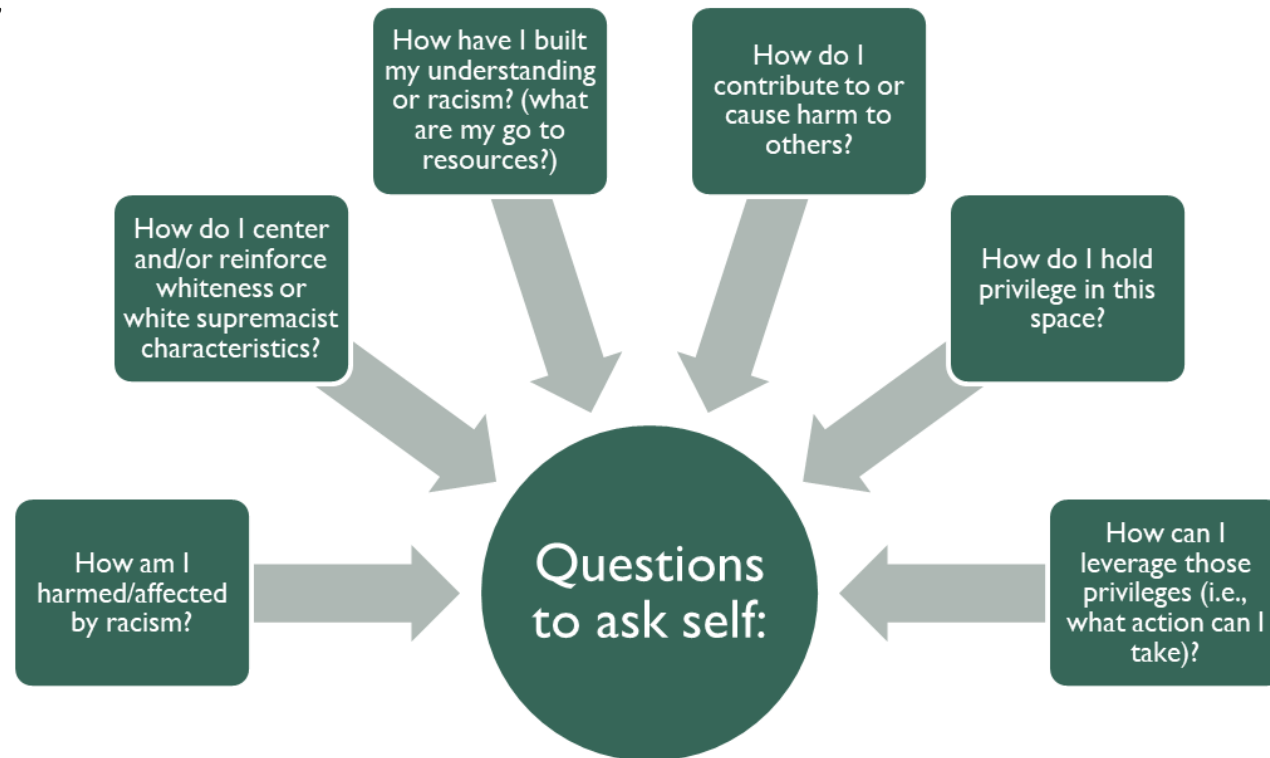 How am I
harmed/affected
by racism?
How do I center
and/or reinforce
whiteness or
white supremacist
characteristics?
How have I built
my understanding
or racism? (what
are my go to
resources?)
How do I
contribute to or
cause harm to
others?
How do I hold
privilege in this
space?
How can I
leverage those
privileges (i.e.,
what action can I
take)?
Questions
to ask self: